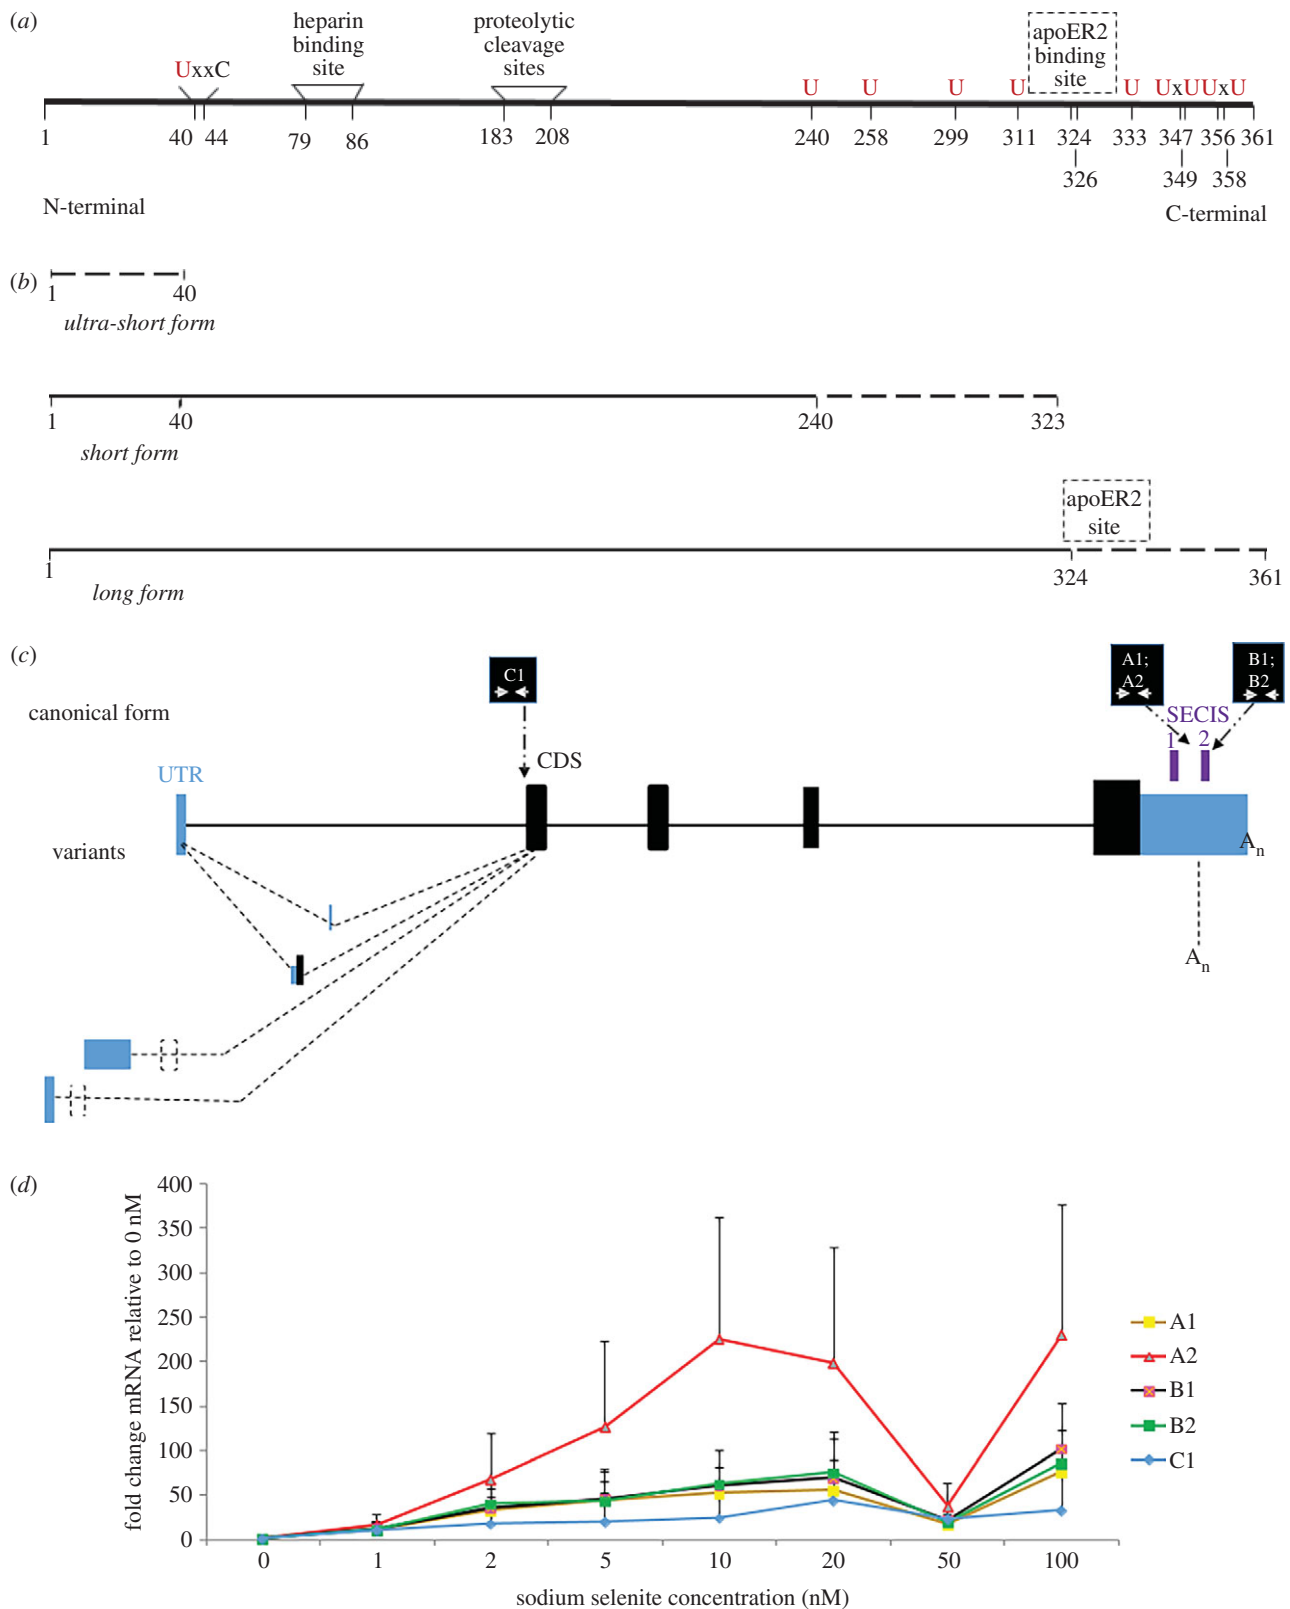 (a)
heparin
binding
site
proteolytic
cleavage
sites
apoER2
binding
site
UxxC
U U U U U UxUUxU
1 40 44 79 86 183 208 240 258 299 311 324 333 347 356 361
326 349 358
N-terminal
C-terminal
(b)
1 40
ultra-short form
1 40 240 323
short form
apoER2
site
1 324 361
long form
(c)
C1
A1;
A2
B1;
B2
canonical form
SECIS
1 2
UTR
CDS
variants
An
An
(d)
fold change mRNA relative to 0 nM
400
350
300
250
200
150
100
50
0
0 1 2 5 10 20 50 100
sodium selenite concentration (nM)
A1
A2
B1
B2
C1